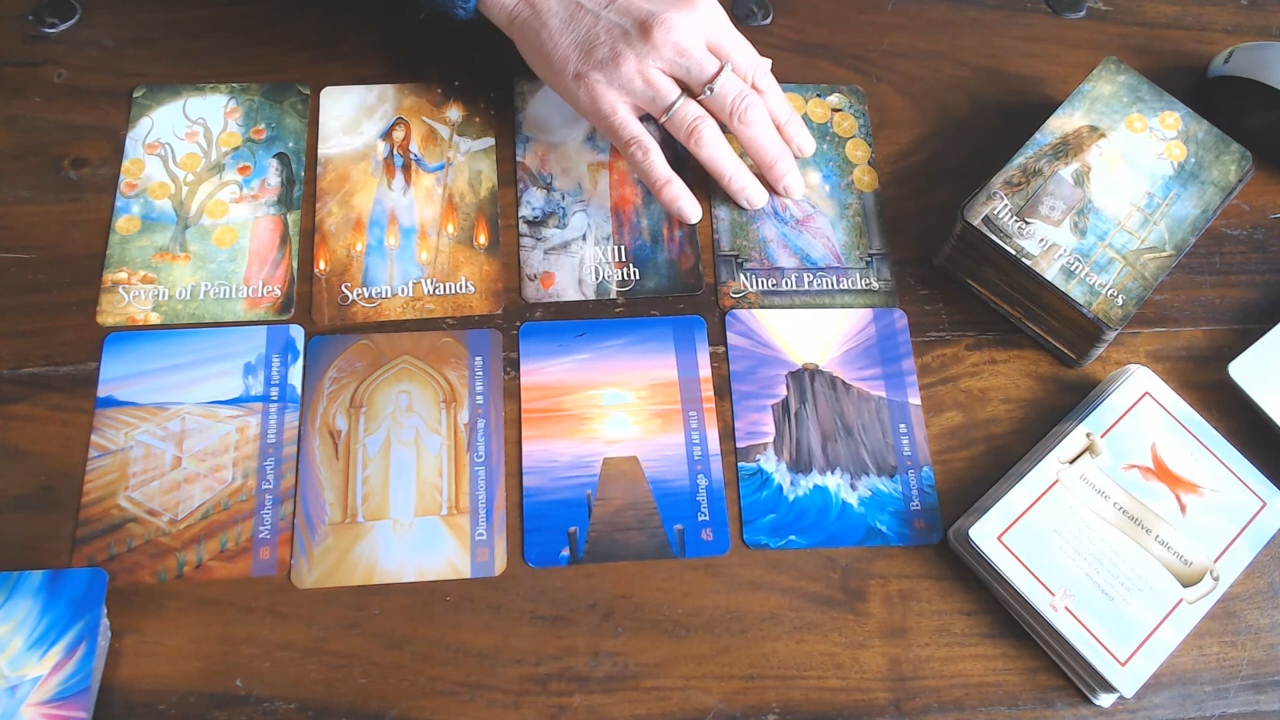 Seven of Pentacles
Seven of Wands
XIII
Death
Nine of Pentacles
Three of Pentacles
18 Mother Earth • GROUNDING AND SUPPORT
Dimensional Gateway • AN INVITATION
45 Endings • YOU ARE HELD
44 Beacon • SHINE ON
Innate creative talents!